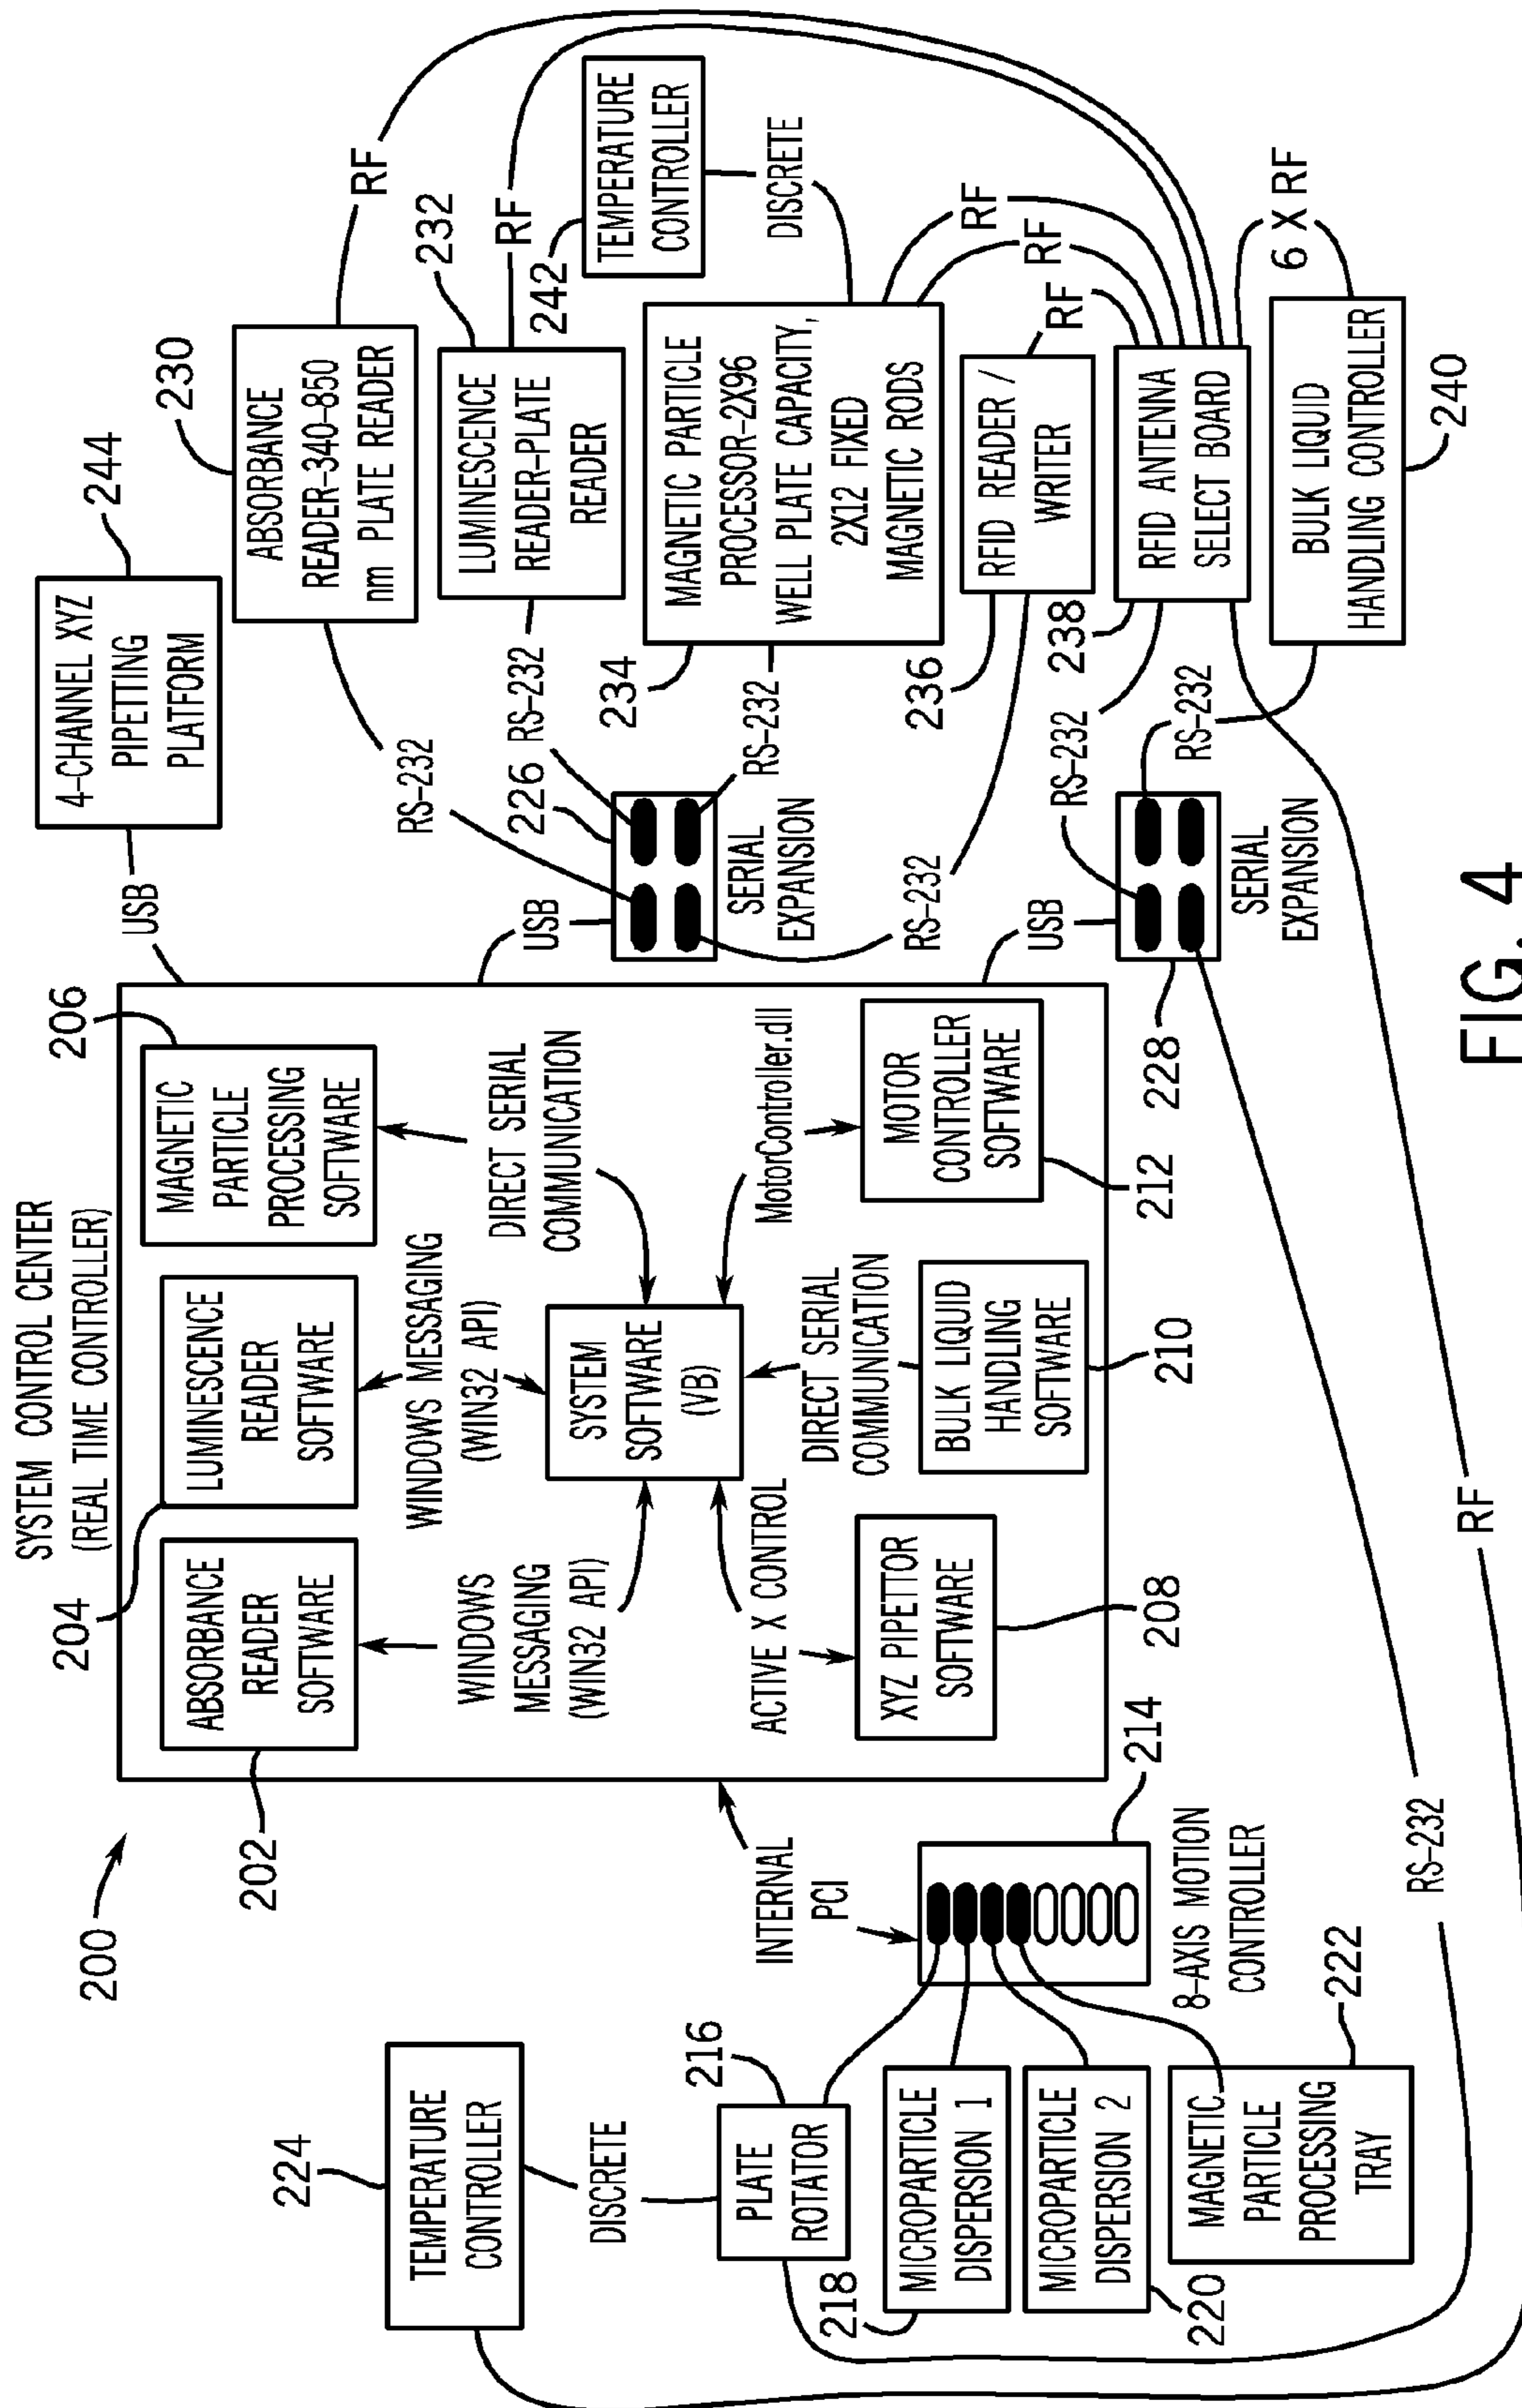 SYSTEM CONTROL CENTER
(REAL TIME CONTROLLER)
200
202
ABSORBANCE
READER
SOFTWARE
204
LUMINESCENCE
READER
SOFTWARE
206
MAGNETIC
PARTICLE
PROCESSING
SOFTWARE
WINDOWS
MESSAGING
(WIN32 API)
WINDOWS MESSAGING
(WIN32 API)
DIRECT SERIAL
COMMUNICATION
SYSTEM
SOFTWARE
(VB)
ACTIVE X CONTROL
DIRECT SERIAL
COMMUNICATION
MotorController.dll
XYZ PIPETTOR
SOFTWARE
208
BULK LIQUID
HANDLING
SOFTWARE
210
MOTOR
CONTROLLER
SOFTWARE
212
INTERNAL
PCI
214
8-AXIS MOTION
CONTROLLER
224
TEMPERATURE
CONTROLLER
DISCRETE
216
PLATE
ROTATOR
218
MICROPARTICLE
DISPERSION 1
MICROPARTICLE
DISPERSION 2
220
MAGNETIC
PARTICLE
PROCESSING
TRAY
222
USB
4-CHANNEL XYZ
PIPETTING
PLATFORM
244
230
ABSORBANCE
READER-340-850
nm PLATE READER
RF
RS-232
232
LUMINESCENCE
READER-PLATE
READER
RF
RS-232
226
USB
SERIAL
EXPANSION
242
TEMPERATURE
CONTROLLER
DISCRETE
234
MAGNETIC PARTICLE
PROCESSOR-2X96
WELL PLATE CAPACITY,
2X12 FIXED
MAGNETIC RODS
RS-232
RF
RF
236
RFID READER /
WRITER
RF
RS-232
238
RFID ANTENNA
SELECT BOARD
RS-232
6 X RF
USB
228
SERIAL
EXPANSION
RS-232
BULK LIQUID
HANDLING CONTROLLER
240
RS-232
RF
FIG. 4